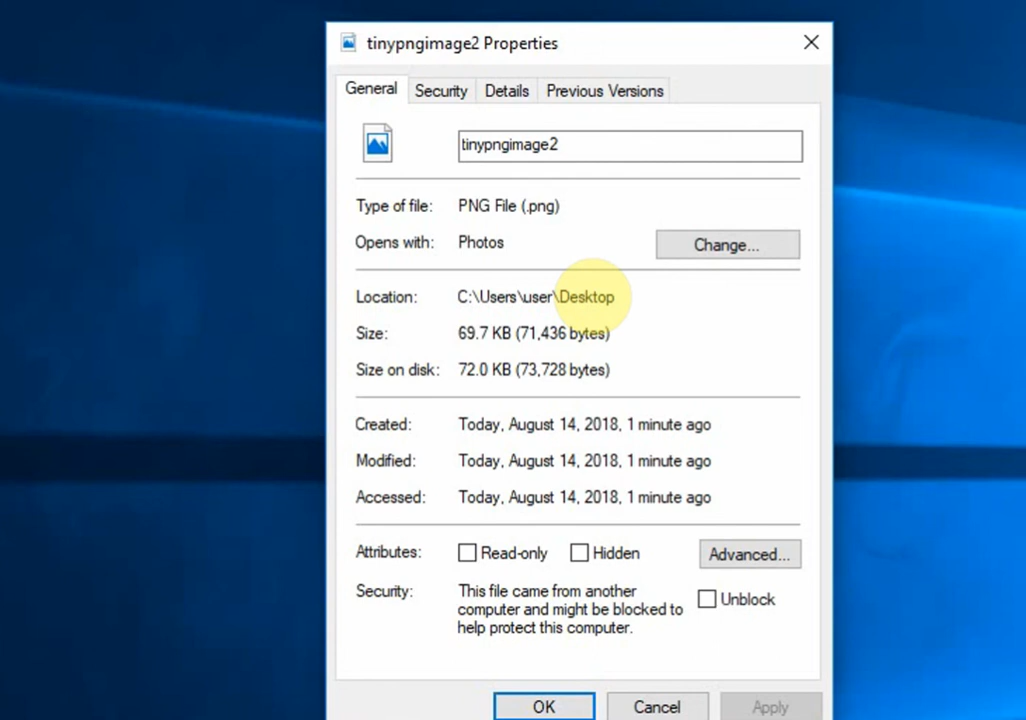 tinypngimage2 Properties
General Security Details Previous Versions
tinypngimage2
Type of file: PNG File (.png)
Opens with: Photos Change...
Location: C:\Users\user\Desktop
Size: 69.7 KB (71,436 bytes)
Size on disk: 72.0 KB (73,728 bytes)
Created: Today, August 14, 2018, 1 minute ago
Modified: Today, August 14, 2018, 1 minute ago
Accessed: Today, August 14, 2018, 1 minute ago
Attributes: Read-only Hidden Advanced...
Security: This file came from another
computer and might be blocked to
help protect this computer.
Unblock
OK Cancel Apply